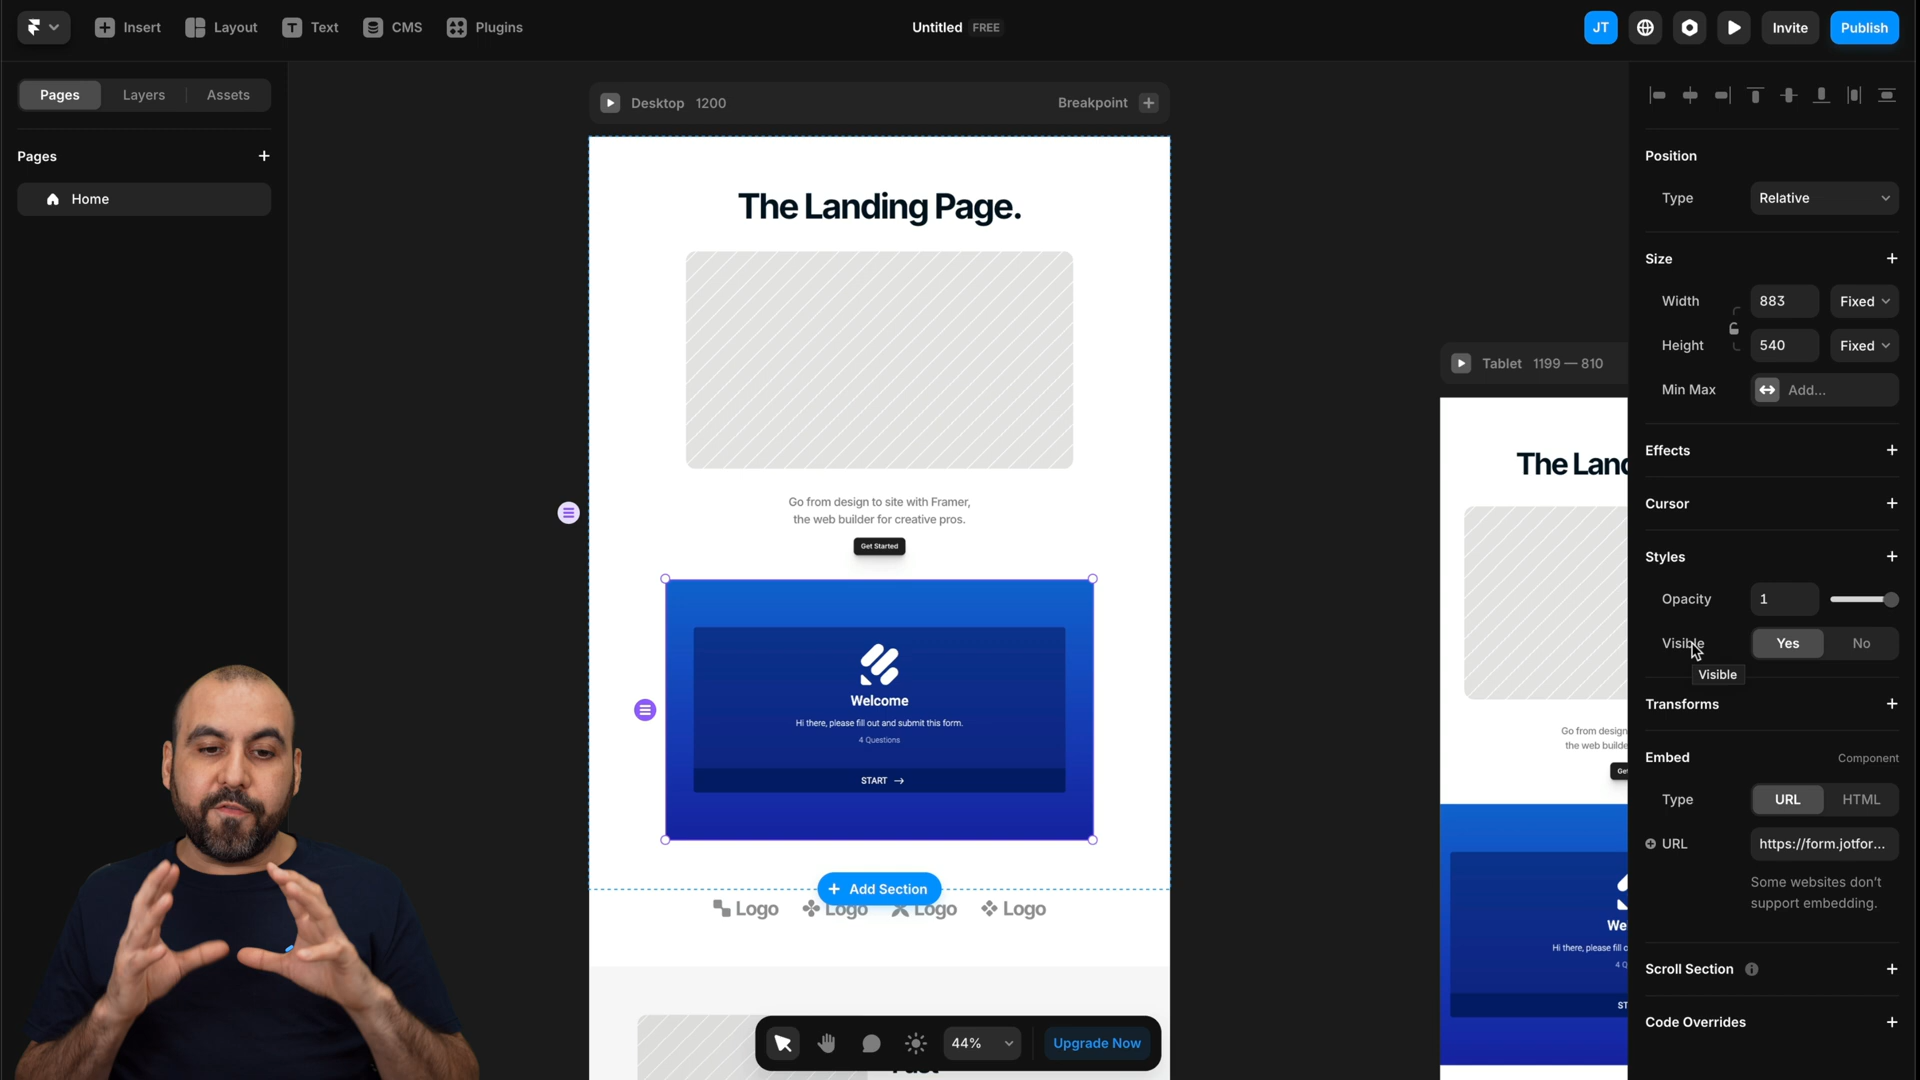 Insert
Layout
Text
CMS
Plugins
Untitled FREE
JT
Invite
Publish
Pages
Layers
Assets
Pages
Home
Desktop 1200
Breakpoint
The Landing Page.
Go from design to site with Framer,
the web builder for creative pros.
Get Started
Welcome
Hi there, please fill out and submit this form.
4 Questions
START
Add Section
Logo
Logo
Logo
Logo
44%
Upgrade Now
Tablet 1199 — 810
The Land
Go from design
the web builde
Ge
We
Hi there, please fill o
4 Q
ST
Position
Type
Relative
Size
Width
883
Fixed
Height
540
Fixed
Min Max
Add...
Effects
Cursor
Styles
Opacity
1
Visible
Yes
No
Visible
Transforms
Embed
Component
Type
URL
HTML
URL
https://form.jotfor...
Some websites don't
support embedding.
Scroll Section
Code Overrides